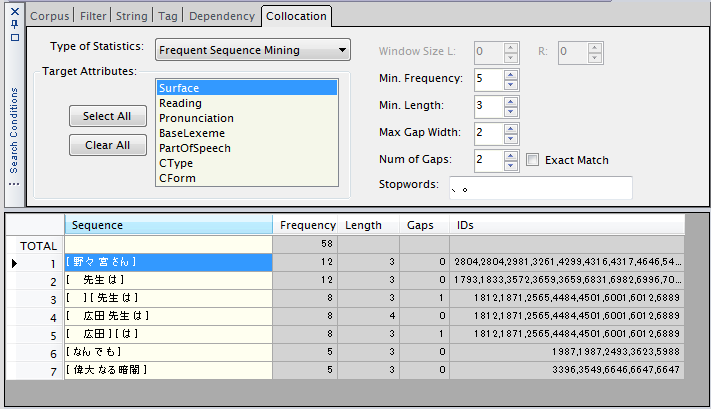 Corpus Filter String Tag Dependency Collocation
Search Conditions
Type of Statistics: Frequent Sequence Mining
Target Attributes:
Select All
Clear All
Surface
Reading
Pronunciation
BaseLexeme
PartOfSpeech
CType
CForm
Window Size L: 0 R: 0
Min. Frequency: 5
Min. Length: 3
Max Gap Width: 2
Num of Gaps: 2 Exact Match
Stopwords: 、。
Sequence Frequency Length Gaps IDs
TOTAL 58
1 [ 野々 宮 さん ] 12 3 0 2804,2804,2981,3261,4299,4316,4317,4646,54...
2 [ 先生 は ] 12 3 0 1793,1833,3572,3659,3659,6831,6982,6996,70...
3 [ ] [ 先生 は ] 8 3 1 1812,1871,2565,4484,4501,6001,6012,6889
4 [ 広田 先生 は ] 8 4 0 1812,1871,2565,4484,4501,6001,6012,6889
5 [ 広田 ] [ は ] 8 3 1 1812,1871,2565,4484,4501,6001,6012,6889
6 [ なん で も ] 5 3 0 1987,1987,2493,3623,5988
7 [ 偉大 なる 暗闇 ] 5 3 0 3396,3549,6646,6647,6647